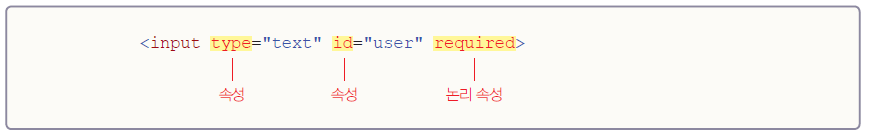 <input type="text" id="user" required>
속성 속성 논리 속성